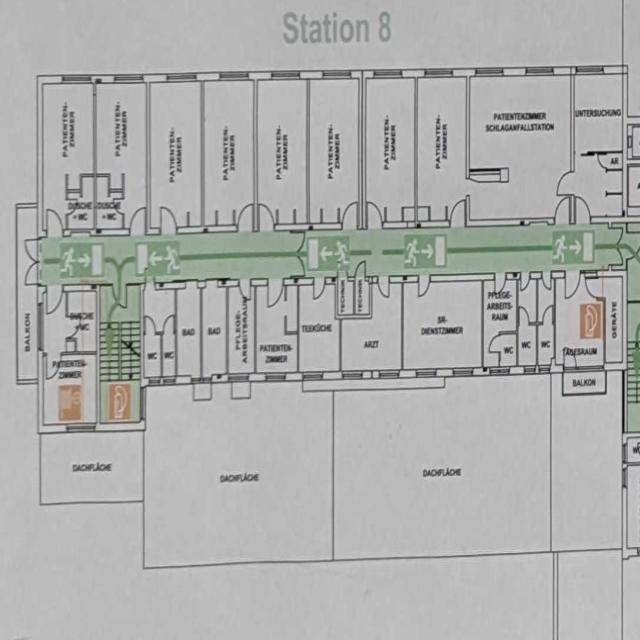 Station 8
PATIENTEN-
ZIMMER
PATIENTEN-
ZIMMER
PATIENTEN-
ZIMMER
PATIENTEN-
ZIMMER
PATIENTEN-
ZIMMER
PATIENTEN-
ZIMMER
PATIENTEN-
ZIMMER
PATIENTEN-
ZIMMER
PATIENTENZIMMER
SCHLAGANFALLSTATION
UNTERSUCHUNG
AR
DUSCHE
+WC
DUSCHE
+WC
BALKON
DUSCHE
+WC
PATIENTEN-
ZIMMER
WC
WC
BAD
BAD
PFLEGE-
ARBEITSRAUM
PATIENTEN-
ZIMMER
TEEKÜCHE
TECHNIK
TECHNIK
ARZT
SR-
DIENSTZIMMER
PFLEGE-
ARBEITS
RAUM
WC
WC
WC
TAGESRAUM
GERÄTE
BALKON
DACHFLÄCHE
DACHFLÄCHE
DACHFLÄCHE